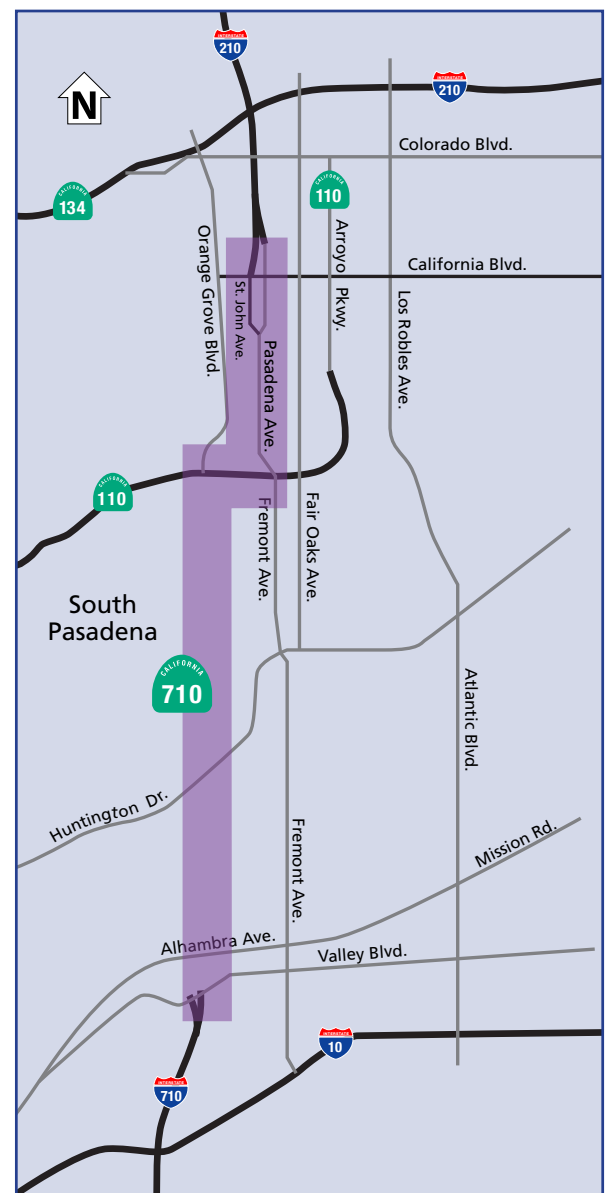 INTERSTATE
210
N
INTERSTATE
210
Colorado Blvd.
CALIFORNIA
134
CALIFORNIA
110
Orange Grove Blvd.
St. John Ave.
Arroyo Pkwy.
California Blvd.
Los Robles Ave.
Pasadena Ave.
CALIFORNIA
110
Fremont Ave.
Fair Oaks Ave.
South
Pasadena
CALIFORNIA
710
Atlantic Blvd.
Huntington Dr.
Fremont Ave.
Mission Rd.
Alhambra Ave.
Valley Blvd.
INTERSTATE
10
INTERSTATE
710